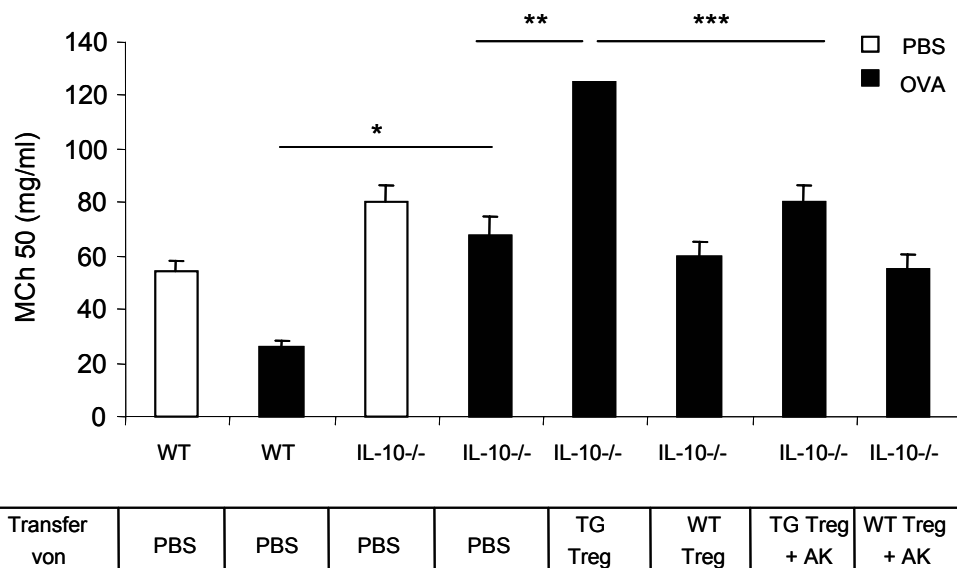 ** ***
PBS
OVA
140
120
100
80
60
40
20
0
MCh 50 (mg/ml)
*
WT WT IL-10-/- IL-10-/- IL-10-/- IL-10-/- IL-10-/- IL-10-/-
Transfer von
PBS
PBS
PBS
PBS
TG
Treg
WT
Treg
TG Treg
+ AK
WT Treg
+ AK